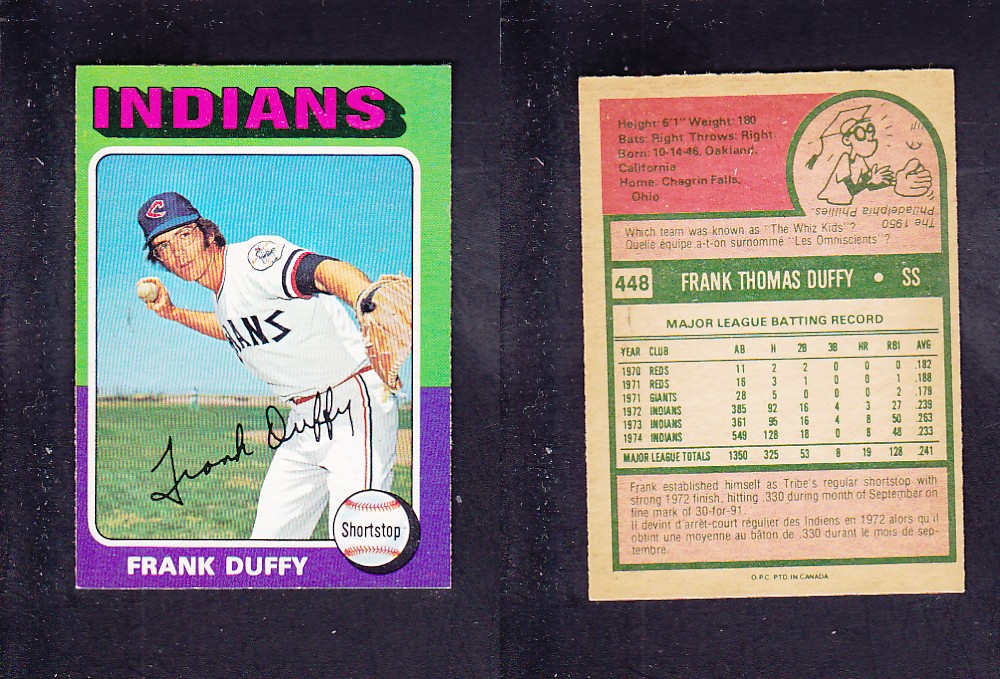 INDIANS
C
ANS
Frank Duffy
Shortstop
FRANK DUFFY
Height: 6'1" Weight: 180
Bats: Right Throws: Right
Born: 10-14-46, Oakland,
California
Home: Chagrin Falls,
Ohio
The 1950
Philadelphia Phillies.
Which team was known as "The Whiz Kids"?
Quelle équipe a-t-on surnommé "Les Omniscients"?
448 FRANK THOMAS DUFFY • SS
MAJOR LEAGUE BATTING RECORD
YEAR CLUB AB H 2B 3B HR RBI AVG
1970 REDS 11 2 2 0 0 0 .182
1971 REDS 16 3 1 0 0 1 .188
1971 GIANTS 28 5 0 0 0 2 .179
1972 INDIANS 385 92 16 4 3 27 .239
1973 INDIANS 361 95 16 4 8 50 .263
1974 INDIANS 549 128 18 0 8 48 .233
MAJOR LEAGUE TOTALS 1350 325 53 8 19 128 .241
Frank established himself as Tribe's regular shortstop with
strong 1972 finish, hitting .330 during month of September on
fine mark of 30-for-91.
Il devint d'arrêt-court régulier des Indiens en 1972 alors qu'il
obtint une moyenne au bâton de .330 durant le mois de sep-
tembre.
O.P.C. PTD. IN CANADA